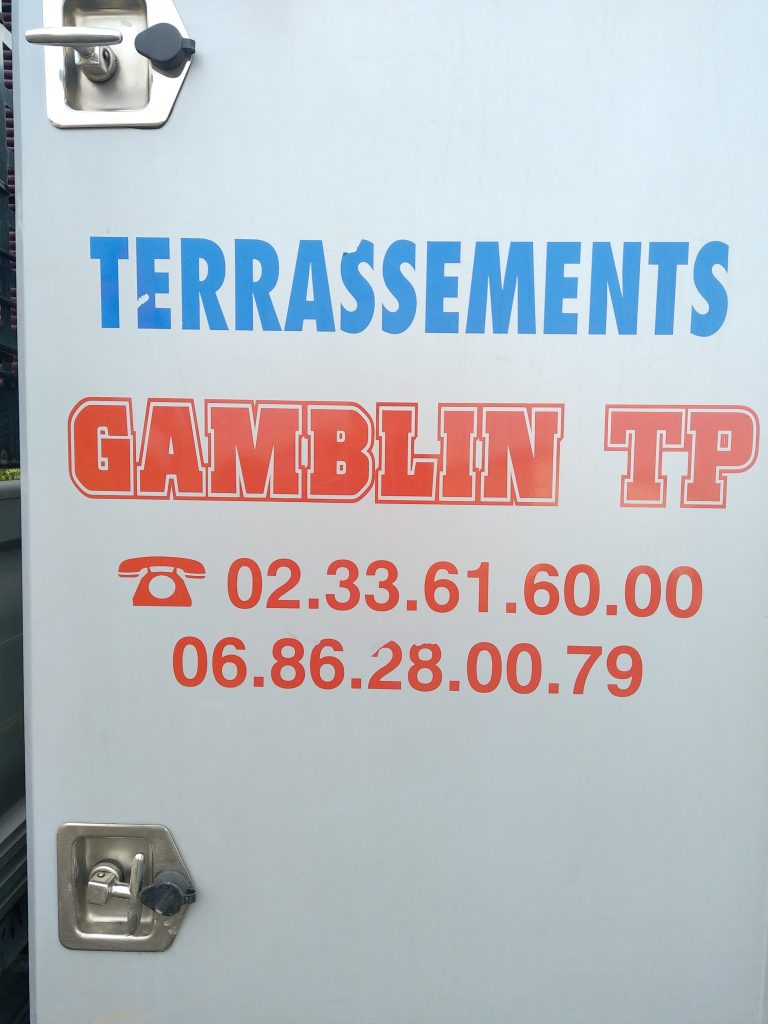 TERRASSEMENTS
GAMBLIN TP
02.33.61.60.00
06.86.28.00.79